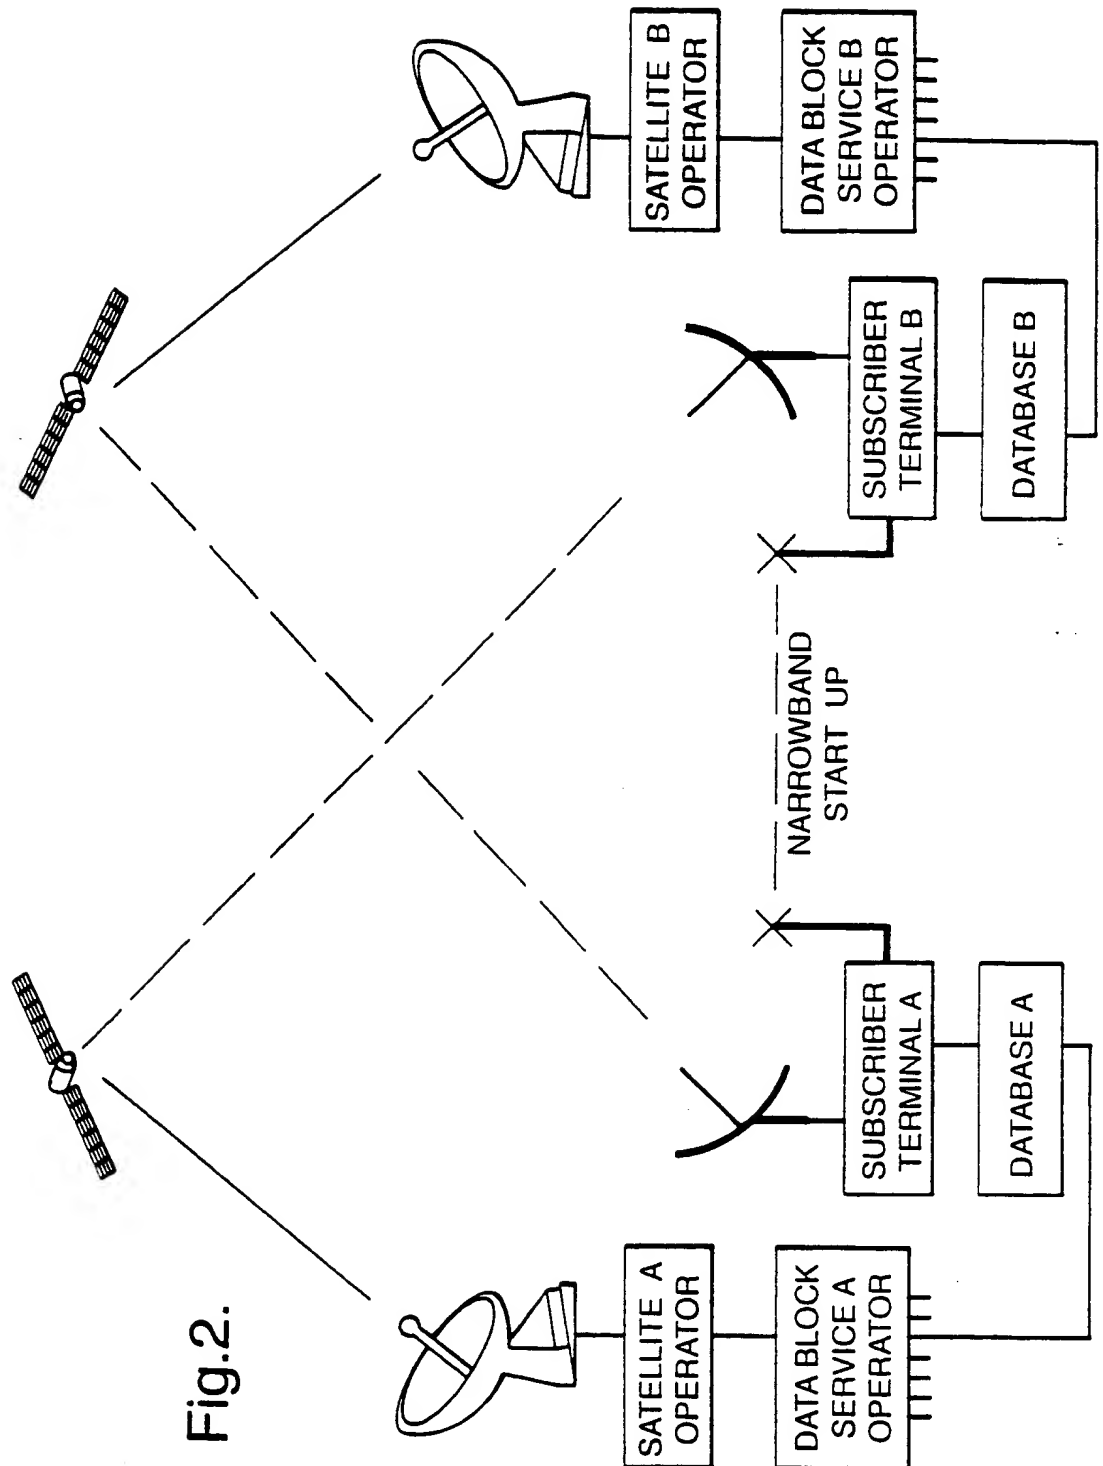 Fig.2.
SATELLITE A
OPERATOR
DATA BLOCK
SERVICE A
OPERATOR
SUBSCRIBER
TERMINAL A
DATABASE A
NARROWBAND
START UP
SUBSCRIBER
TERMINAL B
DATABASE B
SATELLITE B
OPERATOR
DATA BLOCK
SERVICE B
OPERATOR